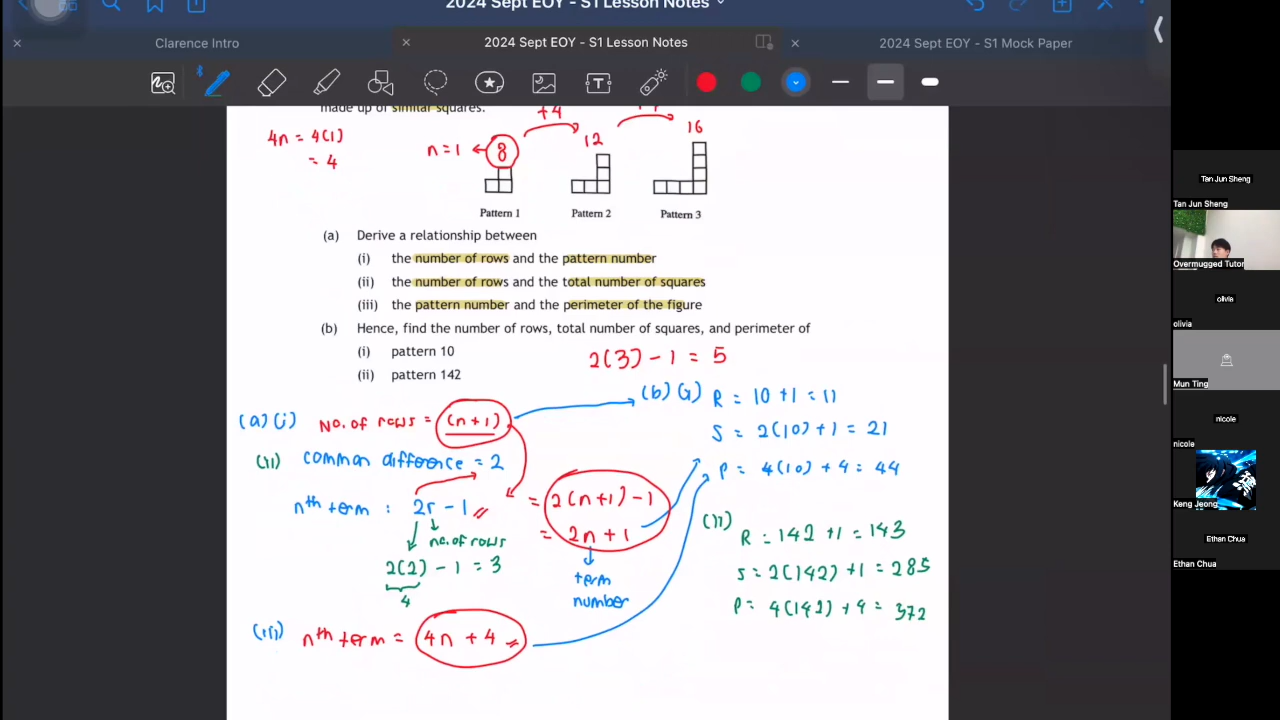 2024 Sept EOY - S1 Lesson Notes
Clarence Intro
2024 Sept EOY - S1 Lesson Notes
2024 Sept EOY - S1 Mock Paper
made up of similar squares.
4n = 4(1)
= 4
n = 1
8
+4
12
16
Pattern 1
Pattern 2
Pattern 3
(a) Derive a relationship between
(i) the number of rows and the pattern number
(ii) the number of rows and the total number of squares
(iii) the pattern number and the perimeter of the figure
(b) Hence, find the number of rows, total number of squares, and perimeter of
(i) pattern 10
(ii) pattern 142
2(3) - 1 = 5
(a)(i) No. of rows = (n+1)
(ii) common difference = 2
nth term : 2r - 1
no. of rows
2(2) - 1 = 3
4
= 2(n+1) - 1
= 2n + 1
term
number
(iii) nth term = 4n + 4
(b)(i) R = 10 + 1 = 11
S = 2(10) + 1 = 21
P = 4(10) + 4 = 44
(ii) R = 142 + 1 = 143
S = 2(142) + 1 = 285
P = 4(142) + 4 = 372
Tan Jun Sheng
Tan Jun Sheng
Overmugged Tutor
olivia
olivia
Mun Ting
nicole
nicole
Keng Jeong
Ethan Chua
Ethan Chua